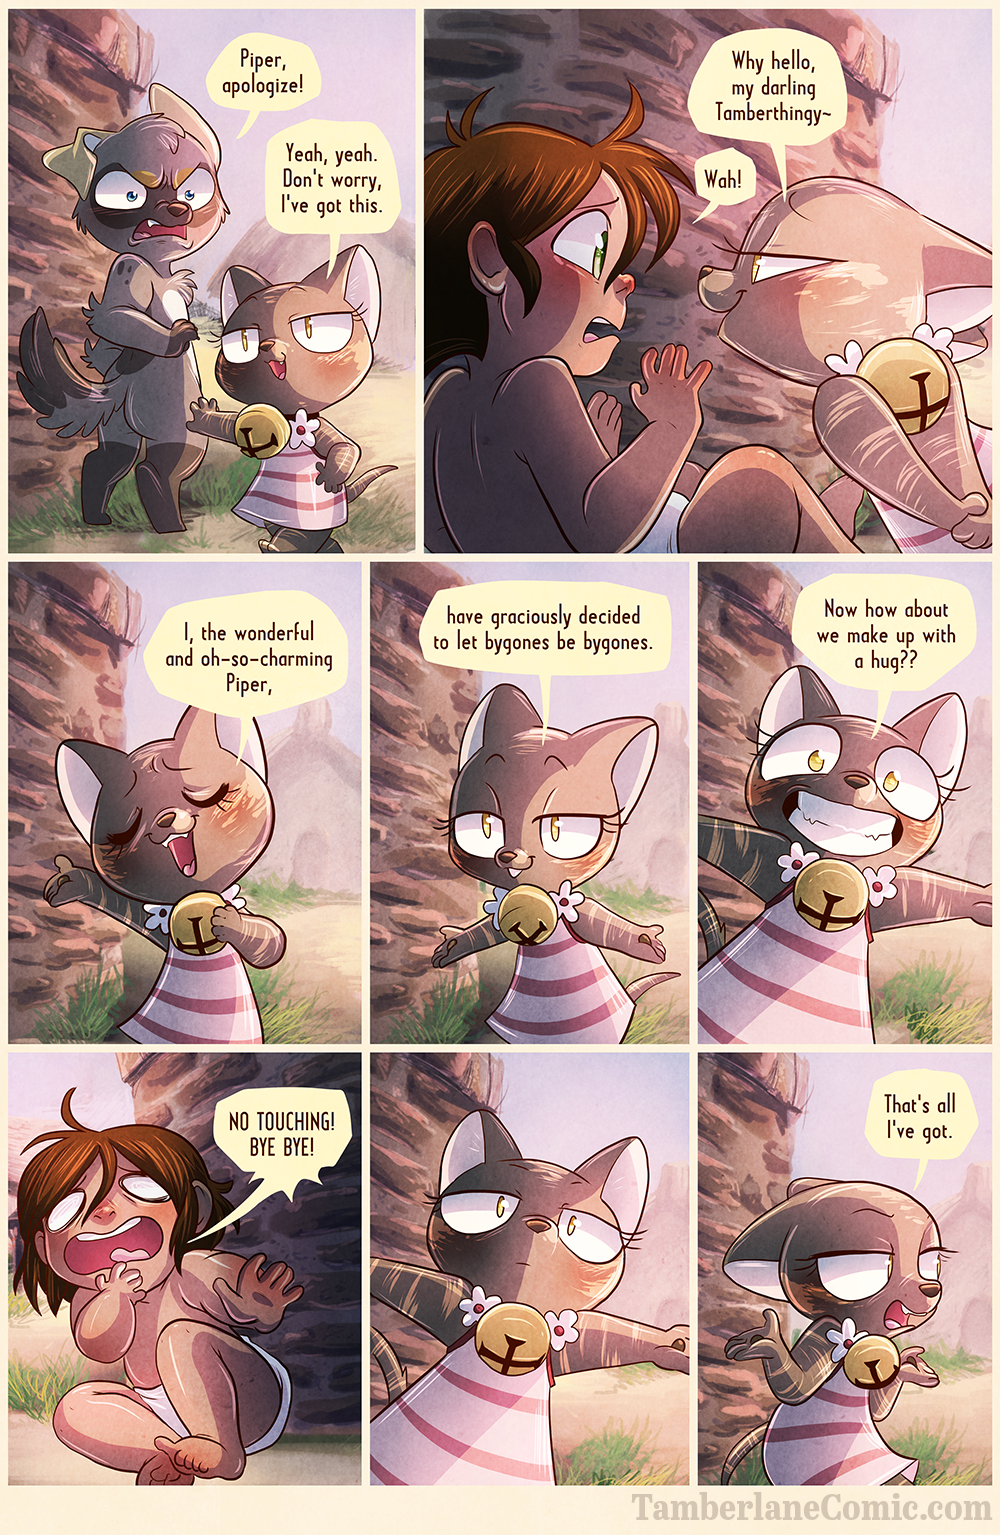 Piper,
apologize!
Yeah, yeah.
Don't worry,
I've got this.
Why hello,
my darling
Tamberthingy~
Wah!
I, the wonderful
and oh-so-charming
Piper,
have graciously decided
to let bygones be bygones.
Now how about
we make up with
a hug??
NO TOUCHING!
BYE BYE!
That's all
I've got.
TamberlaneComic.com